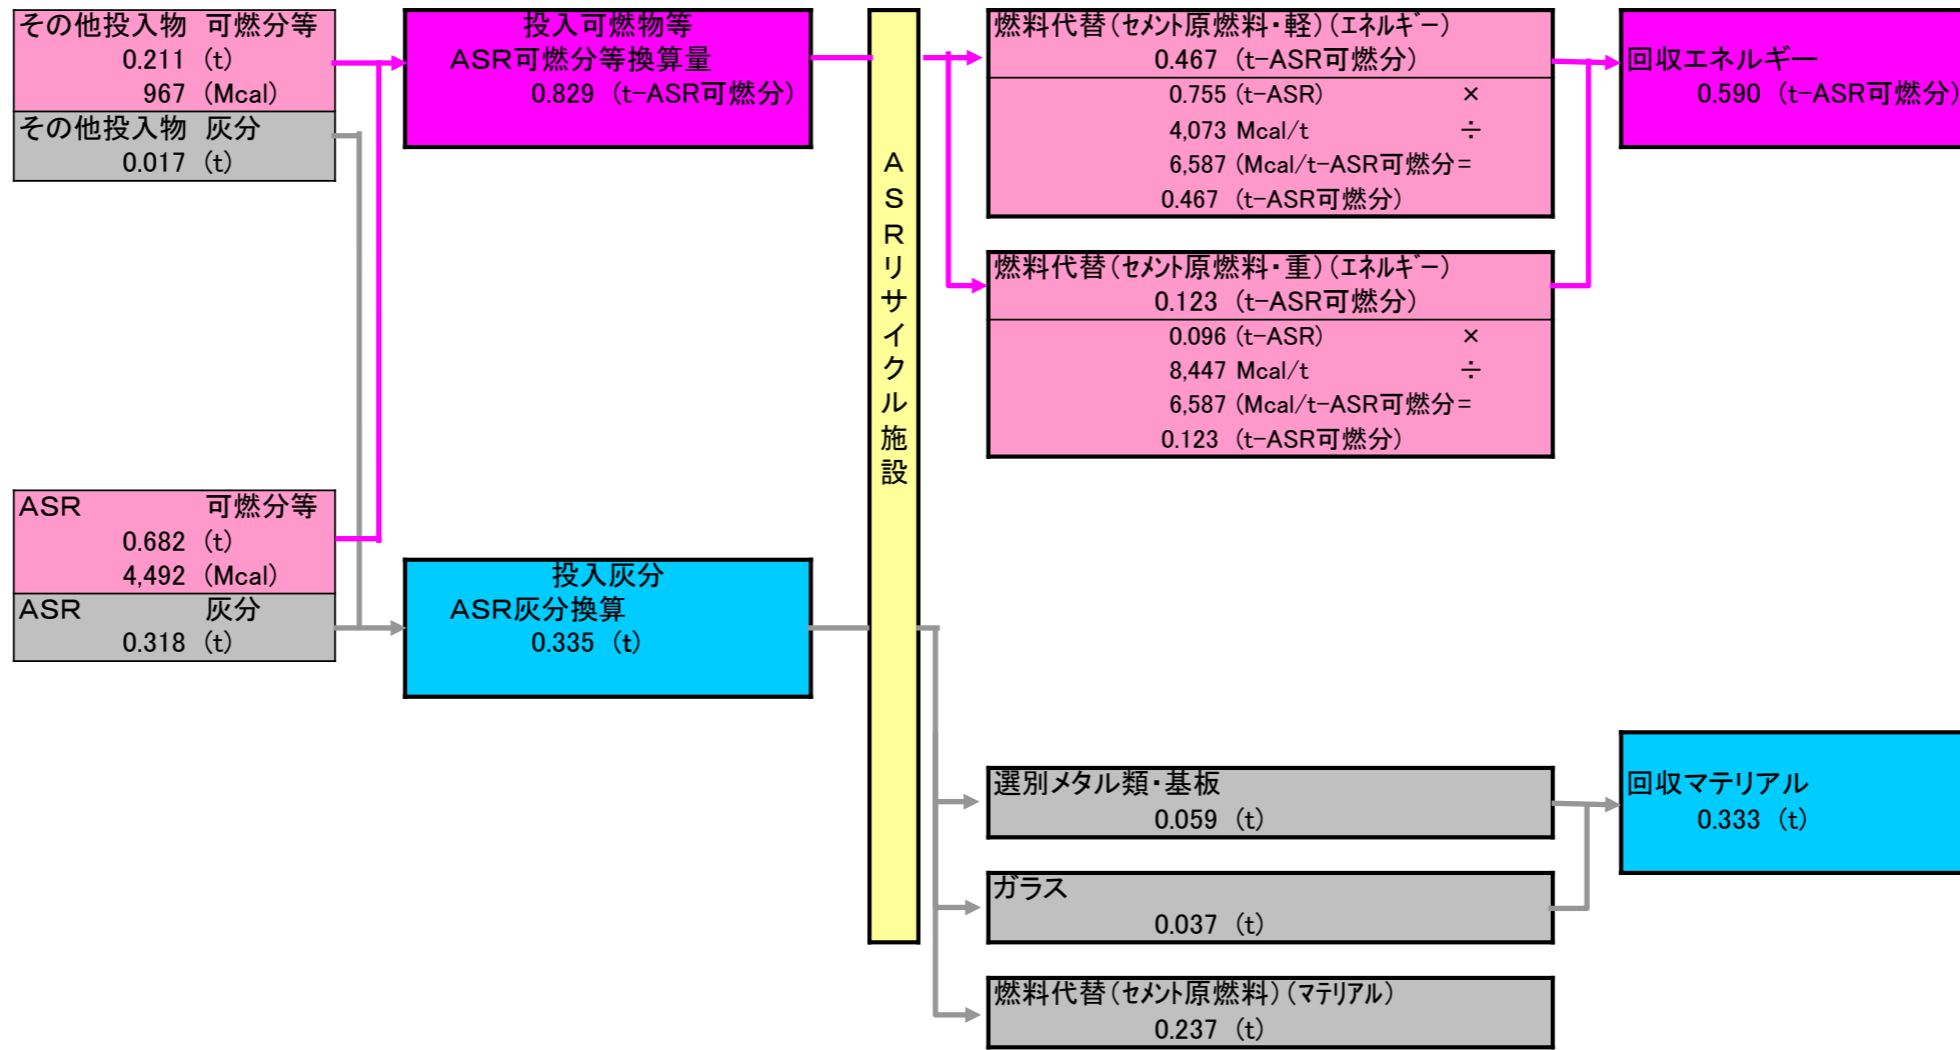 その他投入物 可燃分等
0.211 (t)
967 (Mcal)
その他投入物 灰分
0.017 (t)
ASR 可燃分等
0.682 (t)
4,492 (Mcal)
ASR 灰分
0.318 (t)
投入可燃物等
ASR可燃分等換算量
0.829 (t-ASR可燃分)
投入灰分
ASR灰分換算
0.335 (t)
ASRリサイクル施設
燃料代替(セメント原燃料・軽)(エネルギー)
0.467 (t-ASR可燃分)
0.755 (t-ASR) ×
4,073 Mcal/t ÷
6,587 (Mcal/t-ASR可燃分=
0.467 (t-ASR可燃分)
燃料代替(セメント原燃料・重)(エネルギー)
0.123 (t-ASR可燃分)
0.096 (t-ASR) ×
8,447 Mcal/t ÷
6,587 (Mcal/t-ASR可燃分=
0.123 (t-ASR可燃分)
選別メタル類・基板
0.059 (t)
ガラス
0.037 (t)
燃料代替(セメント原燃料)(マテリアル)
0.237 (t)
回収エネルギー
0.590 (t-ASR可燃分)
回収マテリアル
0.333 (t)